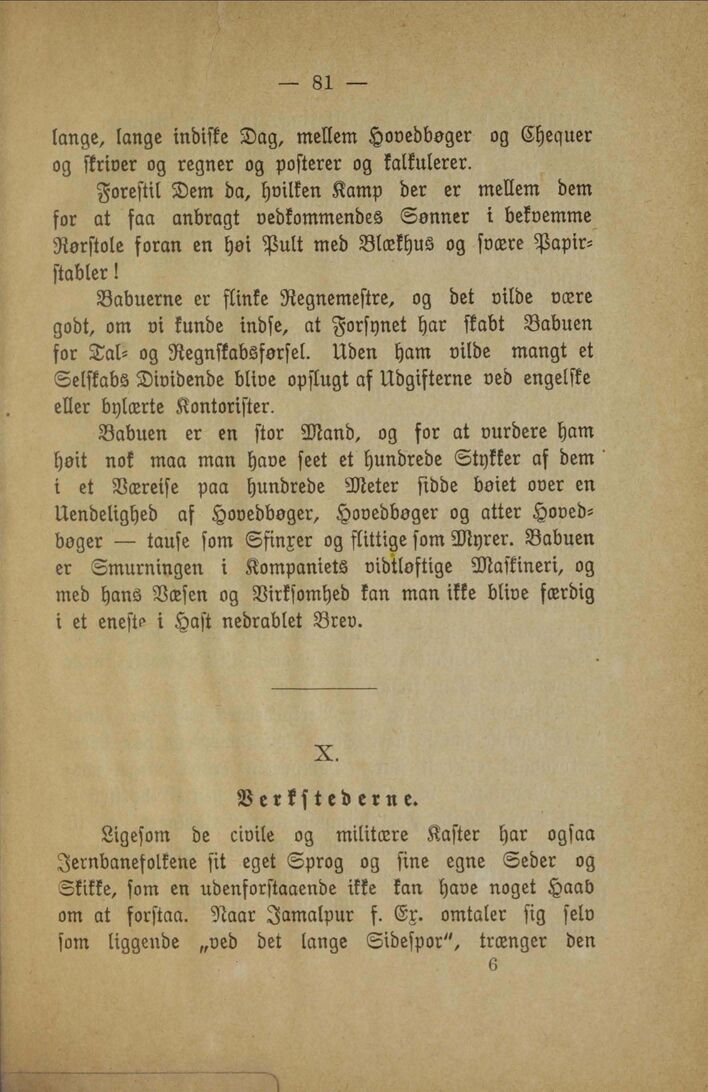 — 81 —
lange, lange indiske Dag, mellem Hovedbøger og Chequer
og skriver og regner og posterer og kalkulerer.
Forestil Dem da, hvilken Kamp der er mellem dem
for at faa anbragt vedkommendes Sønner i bekvemme
Rørstole foran en høi Pult med Blækhus og svære Papir-
stabler!
Babuerne er flinke Regnemestre, og det vilde være
godt, om vi kunde indse, at Forsynet har skabt Babuen
for Tal- og Regnskabsførsel. Uden ham vilde mangt et
Selskabs Dividende blive opslugt af Udgifterne ved engelske
eller bylærte Kontorister.
Babuen er en stor Mand, og for at vurdere ham
høit nok maa man have seet et hundrede Stykker af dem
i et Værelse paa hundrede Meter sidde bøiet over en
Uendelighed af Hovedbøger, Hovedbøger og atter Hoved-
bøger — tause som Sfinxer og flittige som Myrer. Babuen
er Smurningen i Kompaniets vidtløftige Maskineri, og
med hans Væsen og Virksomhed kan man ikke blive færdig
i et eneste i Hast nedrablet Brev.
X.
Verkstederne.
Ligesom de civile og militære Kaster har ogsaa
Jernbanefolkene sit eget Sprog og sine egne Seder og
Skikke, som en udenforstaaende ikke kan have noget Haab
om at forstaa. Naar Jamalpur f. Ex. omtaler sig selv
som liggende „ved det lange Sidespor“, trænger den
6